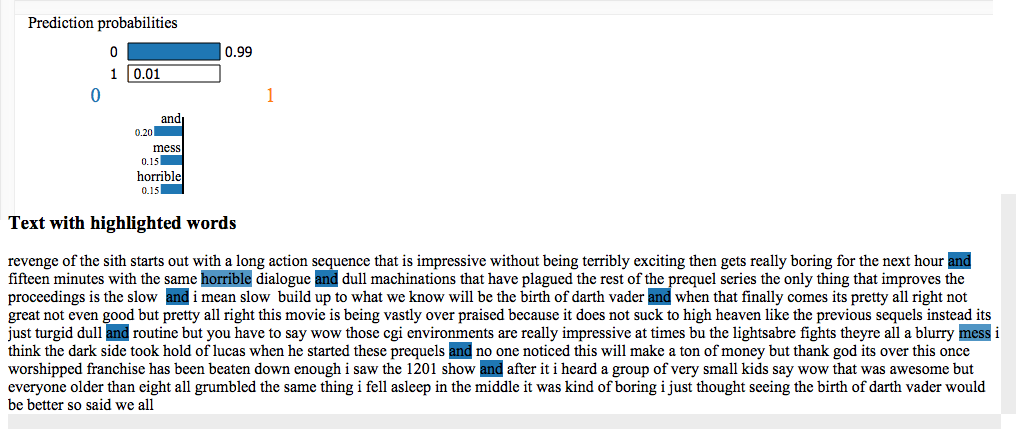 Prediction probabilities
0 0.99
1 0.01
0 1
and
0.20
mess
0.15
horrible
0.15
Text with highlighted words
revenge of the sith starts out with a long action sequence that is impressive without being terribly exciting then gets really boring for the next hour and
fifteen minutes with the same horrible dialogue and dull machinations that have plagued the rest of the prequel series the only thing that improves the
proceedings is the slow and i mean slow build up to what we know will be the birth of darth vader and when that finally comes its pretty all right not
great not even good but pretty all right this movie is being vastly over praised because it does not suck to high heaven like the previous sequels instead its
just turgid dull and routine but you have to say wow those cgi environments are really impressive at times bu the lightsabre fights theyre all a blurry mess i
think the dark side took hold of lucas when he started these prequels and no one noticed this will make a ton of money but thank god its over this once
worshipped franchise has been beaten down enough i saw the 1201 show and after it i heard a group of very small kids say wow that was awesome but
everyone older than eight all grumbled the same thing i fell asleep in the middle it was kind of boring i just thought seeing the birth of darth vader would
be better so said we all